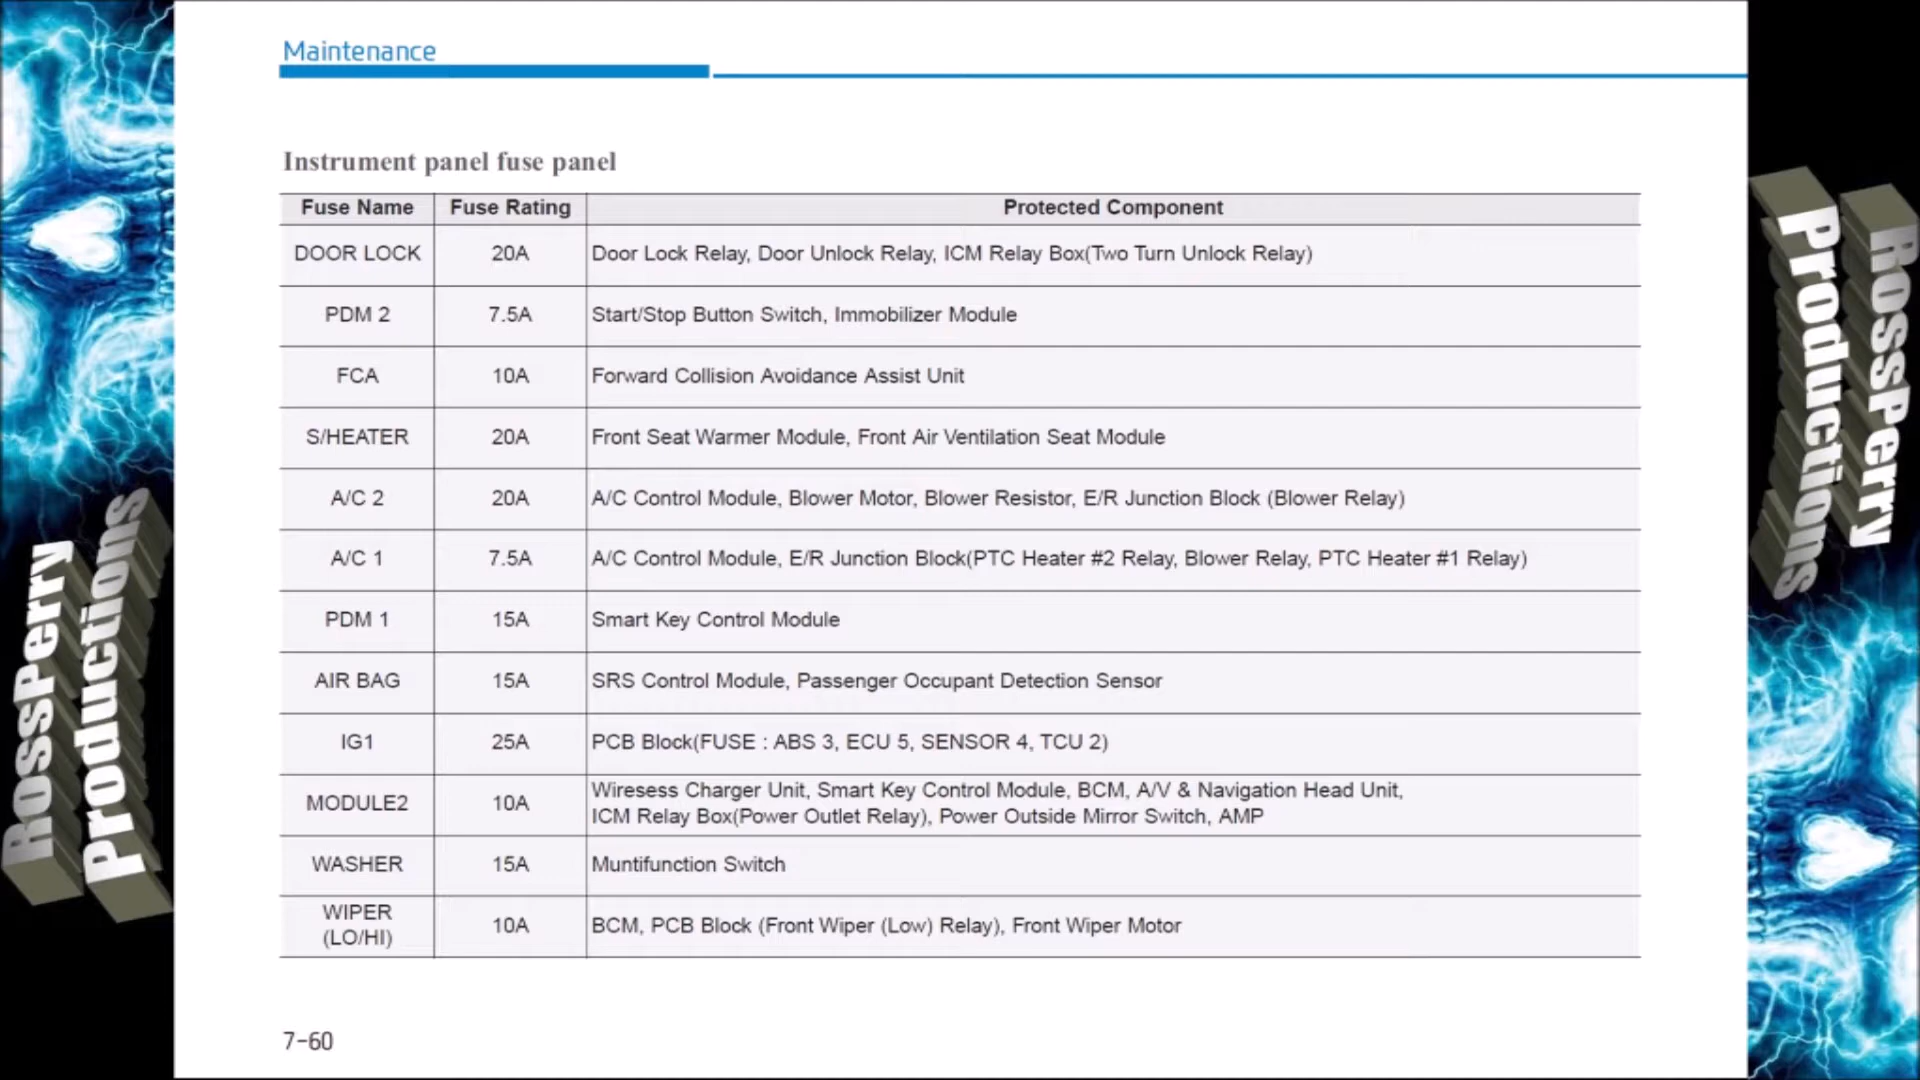 Maintenance
Instrument panel fuse panel
Fuse Name Fuse Rating Protected Component
DOOR LOCK 20A Door Lock Relay, Door Unlock Relay, ICM Relay Box(Two Turn Unlock Relay)
PDM 2 7.5A Start/Stop Button Switch, Immobilizer Module
FCA 10A Forward Collision Avoidance Assist Unit
S/HEATER 20A Front Seat Warmer Module, Front Air Ventilation Seat Module
A/C 2 20A A/C Control Module, Blower Motor, Blower Resistor, E/R Junction Block (Blower Relay)
A/C 1 7.5A A/C Control Module, E/R Junction Block(PTC Heater #2 Relay, Blower Relay, PTC Heater #1 Relay)
PDM 1 15A Smart Key Control Module
AIR BAG 15A SRS Control Module, Passenger Occupant Detection Sensor
IG1 25A PCB Block(FUSE : ABS 3, ECU 5, SENSOR 4, TCU 2)
MODULE2 10A Wiresess Charger Unit, Smart Key Control Module, BCM, A/V & Navigation Head Unit,
ICM Relay Box(Power Outlet Relay), Power Outside Mirror Switch, AMP
WASHER 15A Muntifunction Switch
WIPER
(LO/HI) 10A BCM, PCB Block (Front Wiper (Low) Relay), Front Wiper Motor
7-60
RossPerry
Productions
RossPerry
Productions